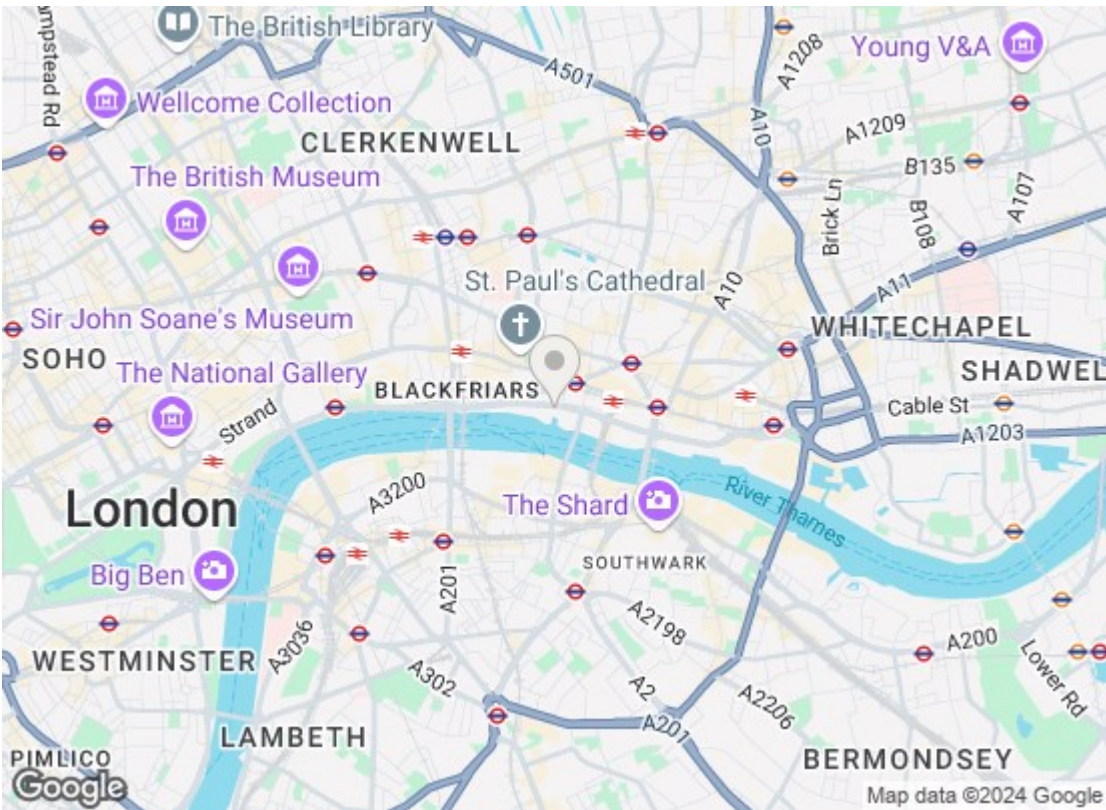 ampstead Rd
The British Library
A501
A1208
Young V&A
Wellcome Collection
CLERKENWELL
A10
A1209
The British Museum
B135
A107
Brick Ln
B108
St. Paul's Cathedral
A10
A11
Sir John Soane's Museum
WHITECHAPEL
SOHO
The National Gallery
BLACKFRIARS
SHADWEL
Strand
Cable St
A1203
A3200
London
The Shard
River Thames
Big Ben
A201
SOUTHWARK
A3036
A2198
A200
WESTMINSTER
A302
Lower Rd
A2
A2206
LAMBETH
A201
PIMLICO
BERMONDSEY
Google
Map data ©2024 Google